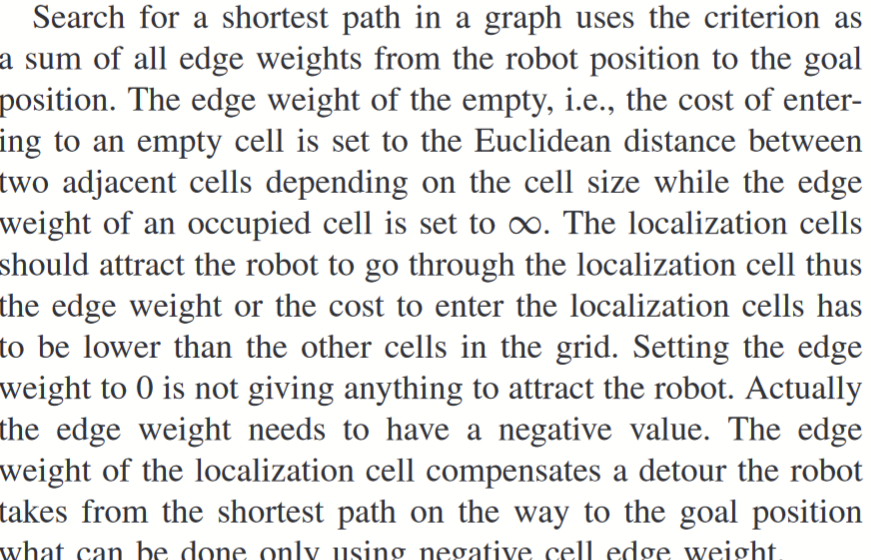 Search for a shortest path in a graph uses the criterion as
a sum of all edge weights from the robot position to the goal
position. The edge weight of the empty, i.e., the cost of enter-
ing to an empty cell is set to the Euclidean distance between
two adjacent cells depending on the cell size while the edge
weight of an occupied cell is set to ∞. The localization cells
should attract the robot to go through the localization cell thus
the edge weight or the cost to enter the localization cells has
to be lower than the other cells in the grid. Setting the edge
weight to 0 is not giving anything to attract the robot. Actually
the edge weight needs to have a negative value. The edge
weight of the localization cell compensates a detour the robot
takes from the shortest path on the way to the goal position
what can be done only using negative cell edge weight.